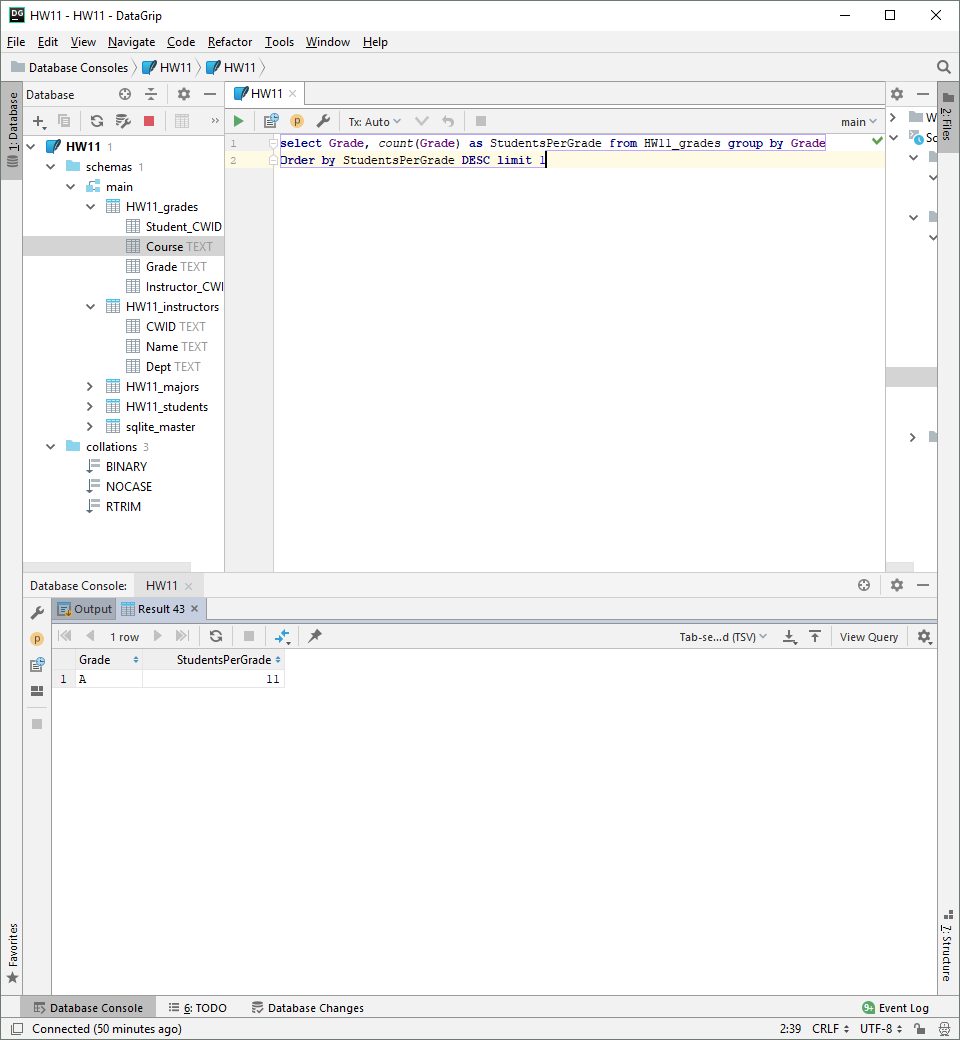 HW11 - HW11 - DataGrip
File Edit View Navigate Code Refactor Tools Window Help
Database Consoles HW11 HW11
1: Database
Database
HW11
2: Files
Tx: Auto
main
W
HW11 1
schemas 1
main
HW11_grades
Student_CWID
Course TEXT
Grade TEXT
Instructor_CWI
HW11_instructors
CWID TEXT
Name TEXT
Dept TEXT
HW11_majors
HW11_students
sqlite_master
collations 3
BINARY
NOCASE
RTRIM
1 select Grade, count(Grade) as StudentsPerGrade from HW11_grades group by Grade
2 Order by StudentsPerGrade DESC limit 1
Sc
Database Console: HW11
Output Result 43
1 row
Tab-se...d (TSV)
View Query
Grade StudentsPerGrade
1 A 11
Favorites
7: Structure
Database Console 6: TODO Database Changes Event Log
Connected (50 minutes ago) 2:39 CRLF UTF-8